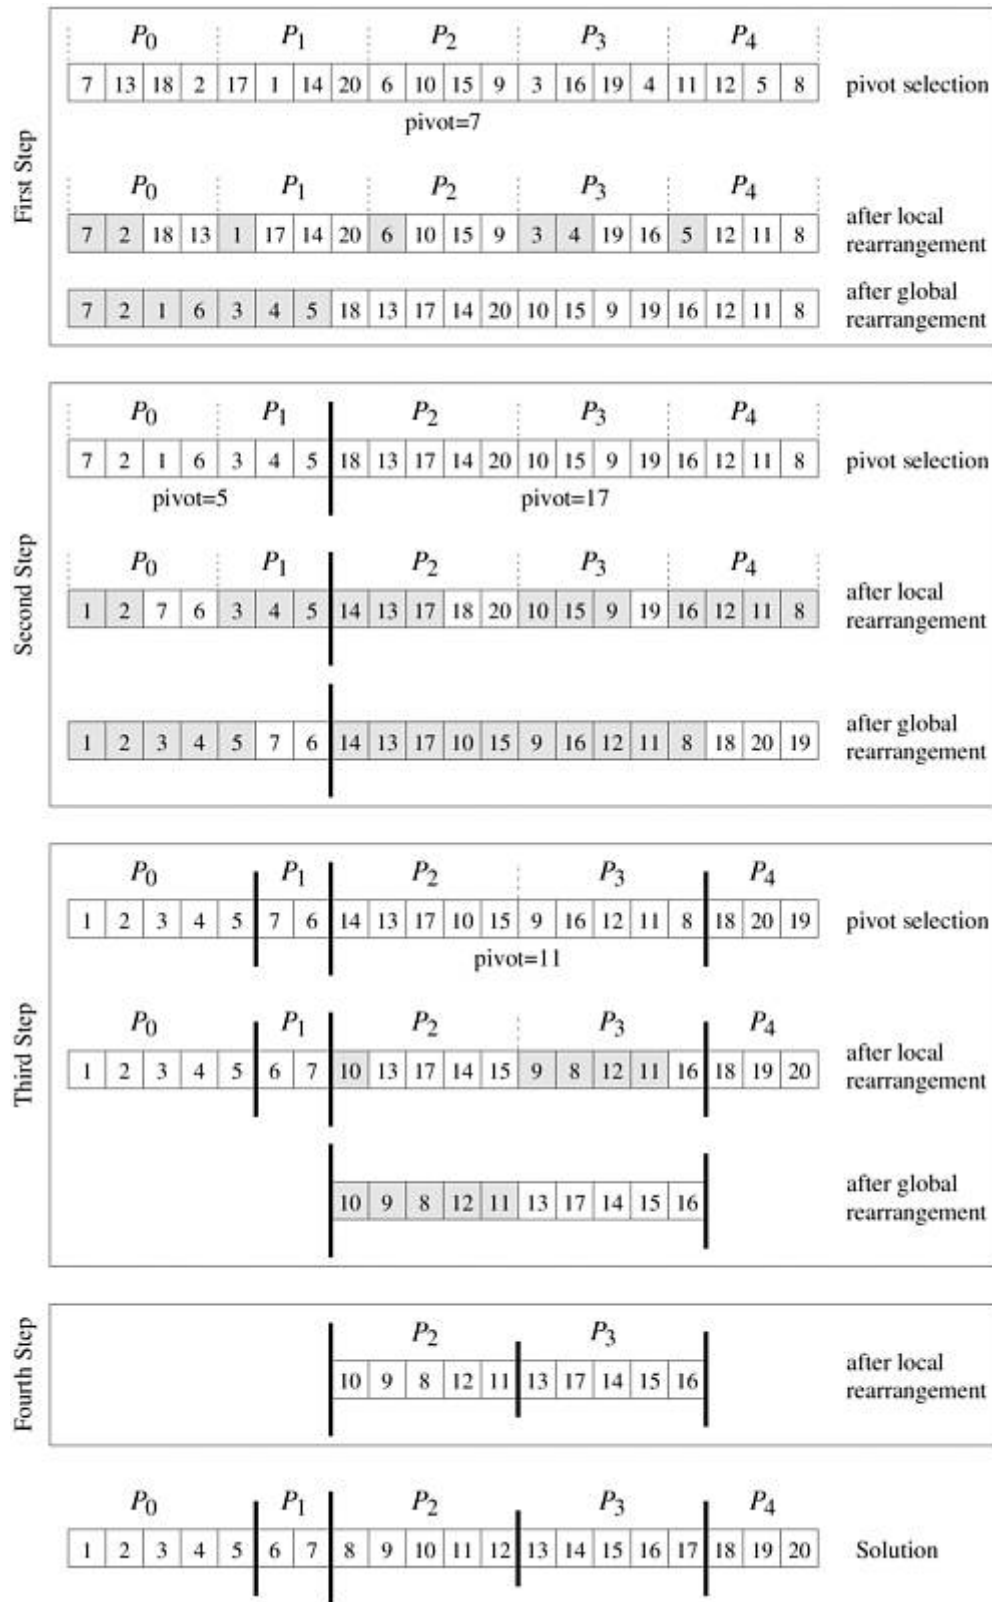 First Step
P0 P1 P2 P3 P4
7 13 18 2 17 1 14 20 6 10 15 9 3 16 19 4 11 12 5 8 pivot selection
pivot=7
P0 P1 P2 P3 P4
7 2 18 13 1 17 14 20 6 10 15 9 3 4 19 16 5 12 11 8 after local
rearrangement
7 2 1 6 3 4 5 18 13 17 14 20 10 15 9 19 16 12 11 8 after global
rearrangement
Second Step
P0 P1 P2 P3 P4
7 2 1 6 3 4 5 18 13 17 14 20 10 15 9 19 16 12 11 8 pivot selection
pivot=5 pivot=17
P0 P1 P2 P3 P4
1 2 7 6 3 4 5 14 13 17 18 20 10 15 9 19 16 12 11 8 after local
rearrangement
1 2 3 4 5 7 6 14 13 17 10 15 9 16 12 11 8 18 20 19 after global
rearrangement
Third Step
P0 P1 P2 P3 P4
1 2 3 4 5 7 6 14 13 17 10 15 9 16 12 11 8 18 20 19 pivot selection
pivot=11
P0 P1 P2 P3 P4
1 2 3 4 5 6 7 10 13 17 14 15 9 8 12 11 16 18 19 20 after local
rearrangement
10 9 8 12 11 13 17 14 15 16 after global
rearrangement
Fourth Step
P2 P3
10 9 8 12 11 13 17 14 15 16 after local
rearrangement
P0 P1 P2 P3 P4
1 2 3 4 5 6 7 8 9 10 11 12 13 14 15 16 17 18 19 20 Solution